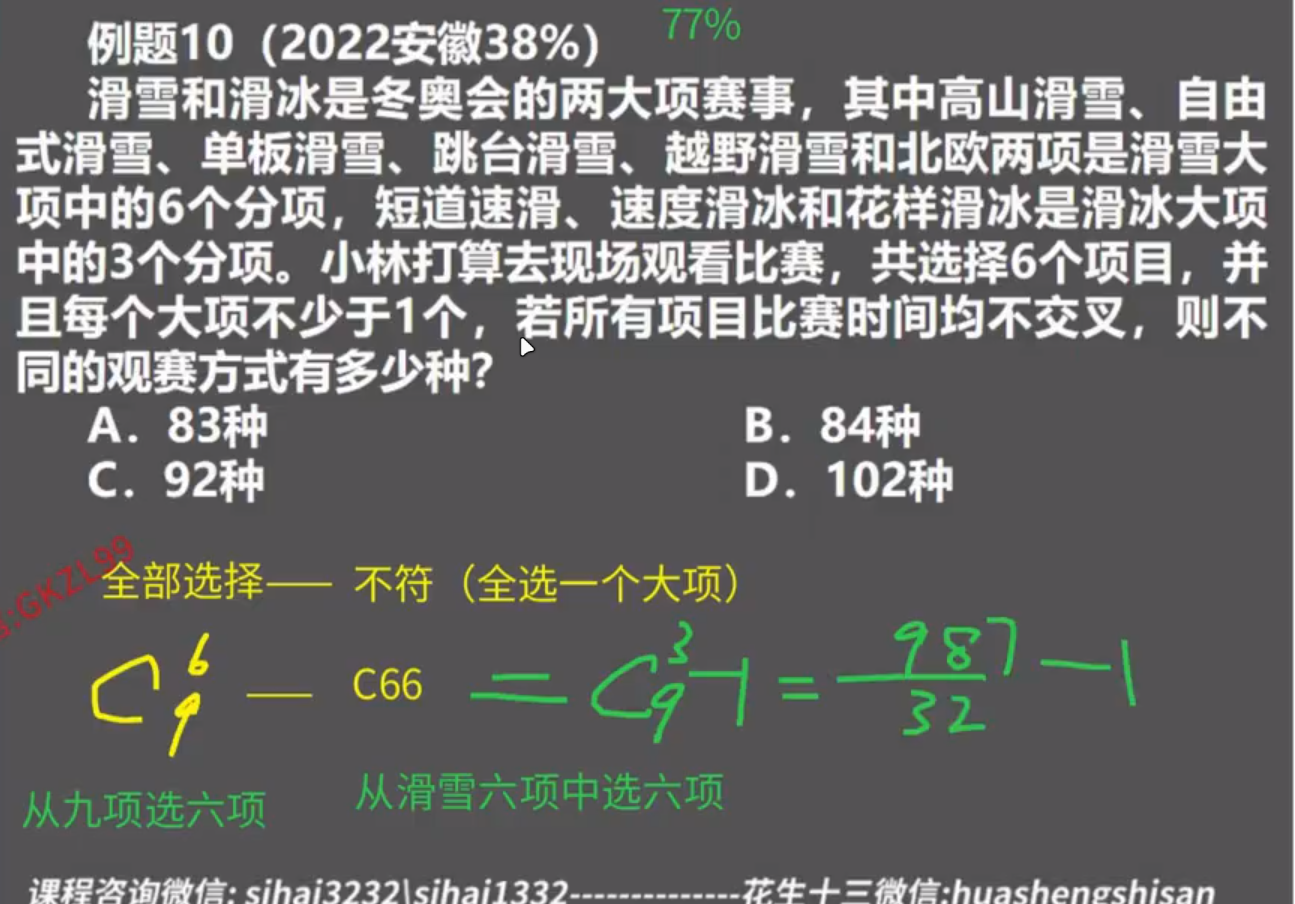 77%
例题10（2022安徽38%）
滑雪和滑冰是冬奥会的两大项赛事，其中高山滑雪、自由
式滑雪、单板滑雪、跳台滑雪、越野滑雪和北欧两项是滑雪大
项中的6个分项，短道速滑、速度滑冰和花样滑冰是滑冰大项
中的3个分项。小林打算去现场观看比赛，共选择6个项目，并
且每个大项不少于1个，若所有项目比赛时间均不交叉，则不
同的观赛方式有多少种？
A．83种 B．84种
C．92种 D．102种
:GKZL99
全部选择—— 不符（全选一个大项）
C 6 9 — C66 = C 3 9 -1 = 987 / 32 - 1
从九项选六项 从滑雪六项中选六项
课程咨询微信: sihai3232\sihai1332--------------花生十三微信:huashengshisan